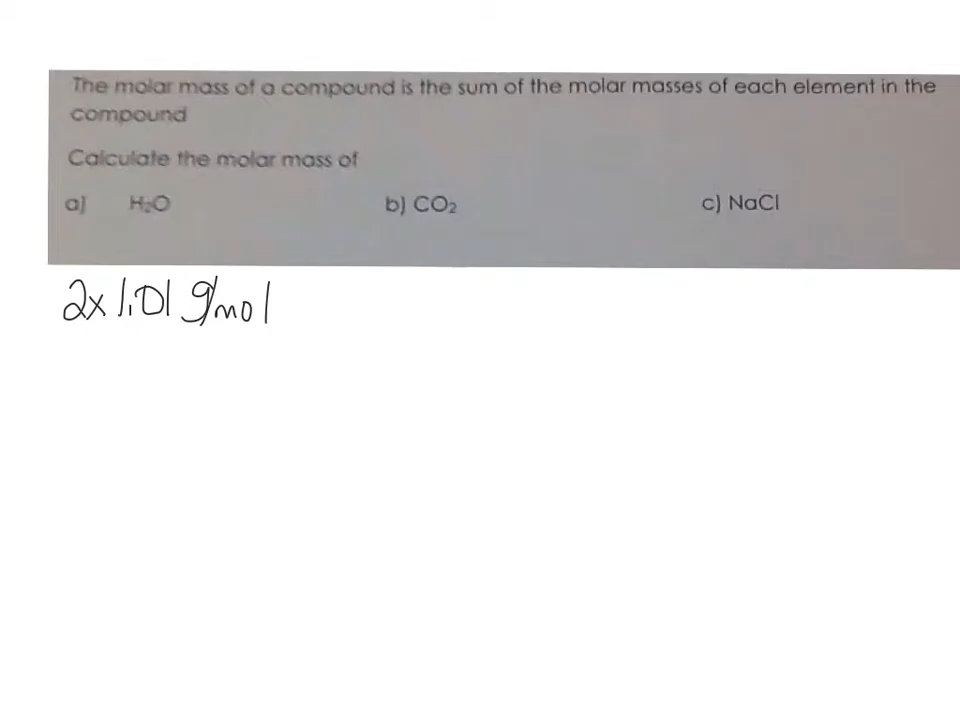 The molar mass of a compound is the sum of the molar masses of each element in the
compound
Calculate the molar mass of
a) H₂O b) CO₂ c) NaCl
2x 1.01 g/mol